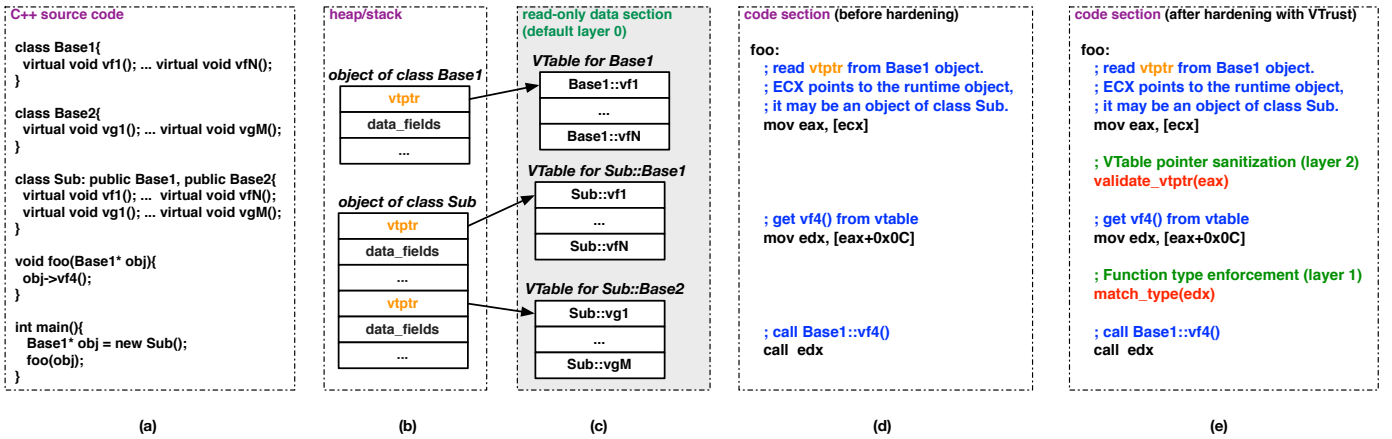 C++ source code
class Base1{
virtual void vf1(); ... virtual void vfN();
}
class Base2{
virtual void vg1(); ... virtual void vgM();
}
class Sub: public Base1, public Base2{
virtual void vf1(); ... virtual void vfN();
virtual void vg1(); ... virtual void vgM();
}
void foo(Base1* obj){
obj->vf4();
}
int main(){
Base1* obj = new Sub();
foo(obj);
}
(a)
heap/stack
object of class Base1
vtptr
data_fields
...
object of class Sub
vtptr
data_fields
...
vtptr
data_fields
...
(b)
read-only data section
(default layer 0)
VTable for Base1
Base1::vf1
...
Base1::vfN
VTable for Sub::Base1
Sub::vf1
...
Sub::vfN
VTable for Sub::Base2
Sub::vg1
...
Sub::vgM
(c)
code section (before hardening)
foo:
; read vtptr from Base1 object.
; ECX points to the runtime object,
; it may be an object of class Sub.
mov eax, [ecx]
; get vf4() from vtable
mov edx, [eax+0x0C]
; call Base1::vf4()
call edx
(d)
code section (after hardening with VTrust)
foo:
; read vtptr from Base1 object.
; ECX points to the runtime object,
; it may be an object of class Sub.
mov eax, [ecx]
; VTable pointer sanitization (layer 2)
validate_vtptr(eax)
; get vf4() from vtable
mov edx, [eax+0x0C]
; Function type enforcement (layer 1)
match_type(edx)
; call Base1::vf4()
call edx
(e)